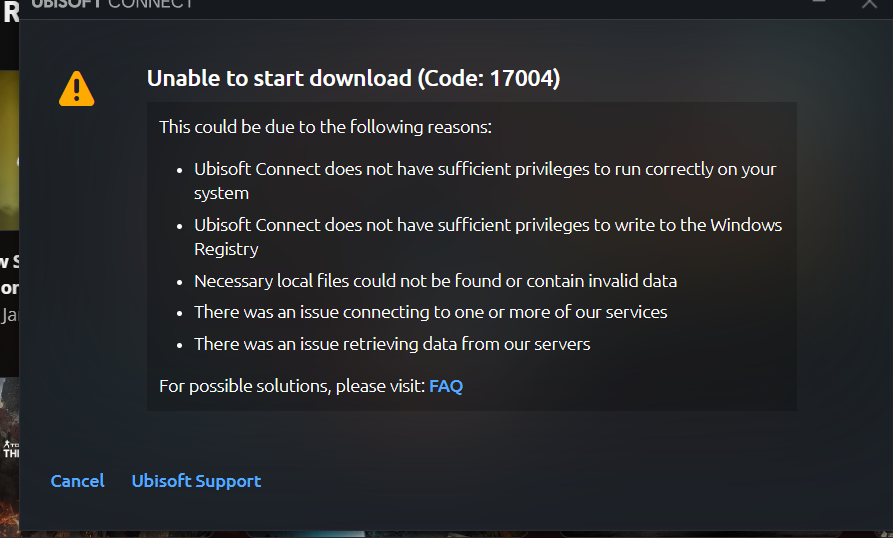 R
UBISOFT CONNECT
Unable to start download (Code: 17004)
This could be due to the following reasons:
• Ubisoft Connect does not have sufficient privileges to run correctly on your
system
• Ubisoft Connect does not have sufficient privileges to write to the Windows
Registry
• Necessary local files could not be found or contain invalid data
• There was an issue connecting to one or more of our services
• There was an issue retrieving data from our servers
For possible solutions, please visit: FAQ
Cancel Ubisoft Support
w S
or
Ja
TO
TH